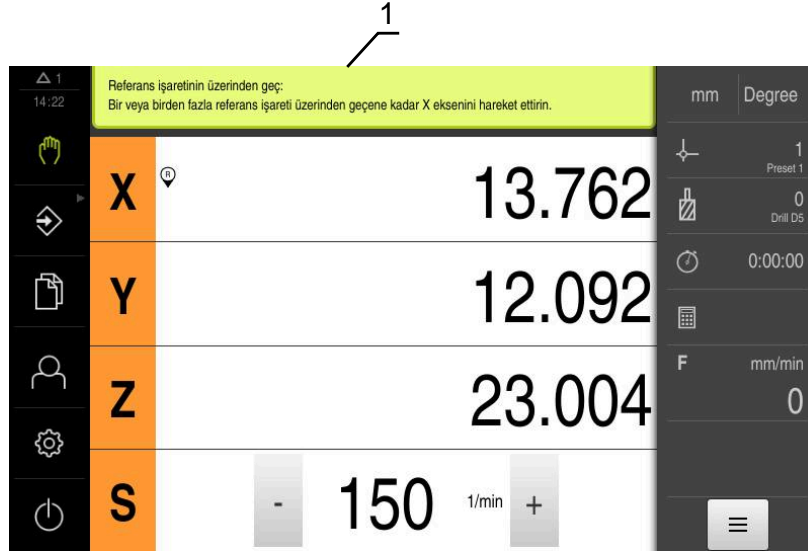 1
1
14:22
Referans işaretinin üzerinden geç:
Bir veya birden fazla referans işareti üzerinden geçene kadar X eksenini hareket ettirin.
mm Degree
X R 13.762
1
Preset 1
0
Drill D5
Y 12.092
0:00:00
Z 23.004
F mm/min
0
S - 150 1/min +